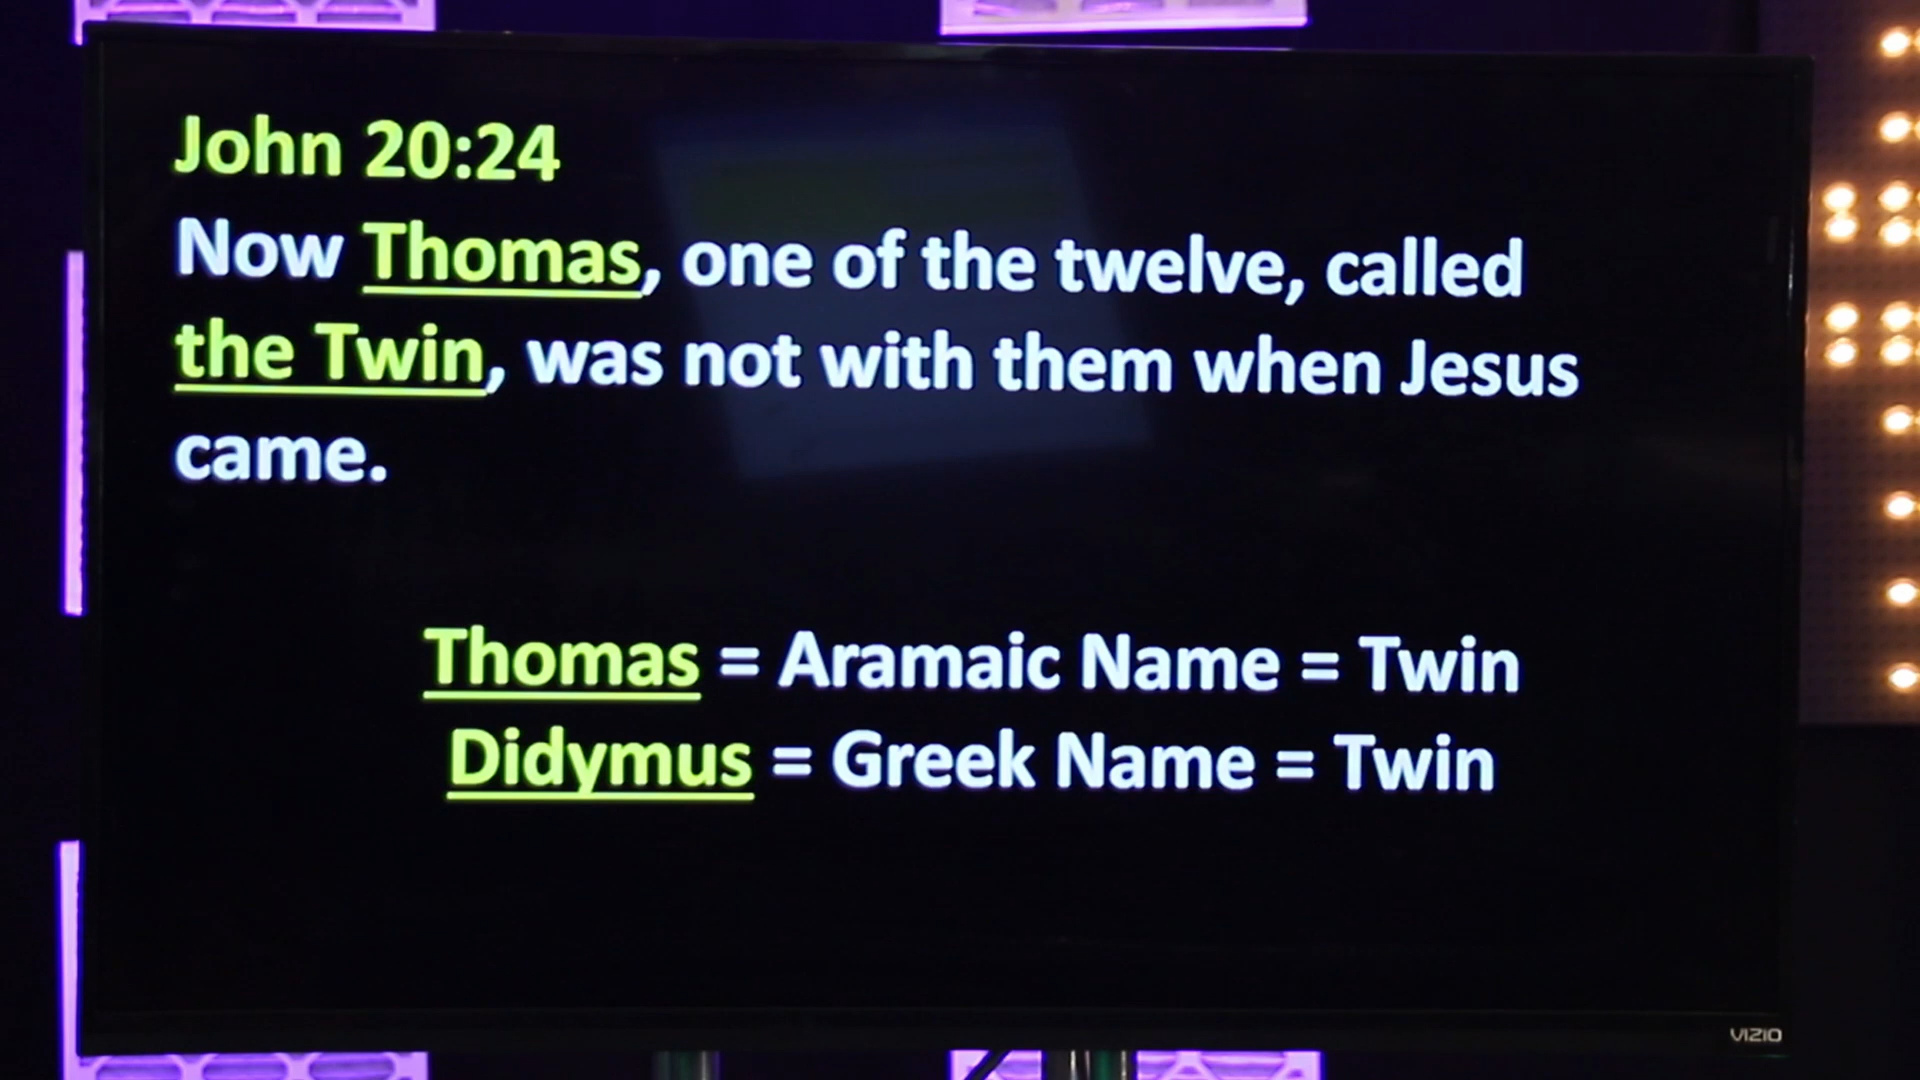 John 20:24
Now Thomas, one of the twelve, called
the Twin, was not with them when Jesus
came.
Thomas = Aramaic Name = Twin
Didymus = Greek Name = Twin
VIZIO